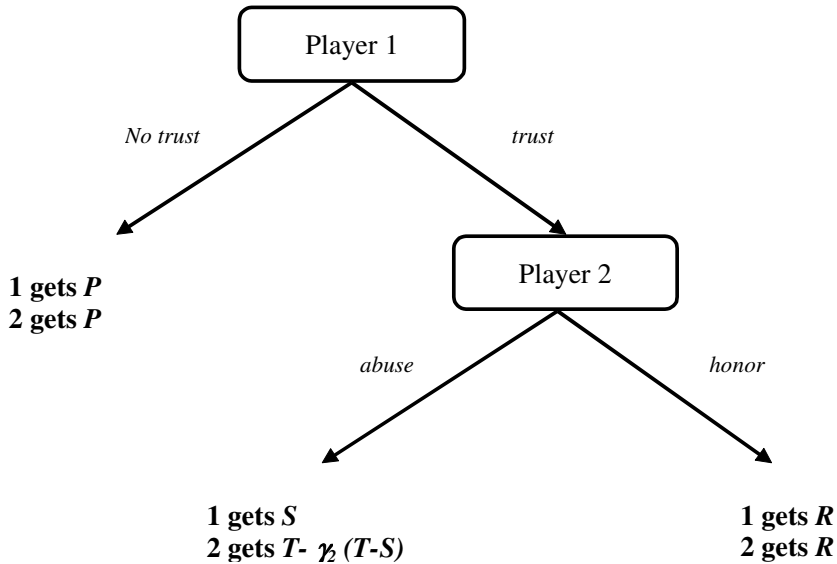 Player 1
No trust
trust
1 gets P
2 gets P
Player 2
abuse
honor
1 gets S
2 gets T- γ2 (T-S)
1 gets R
2 gets R